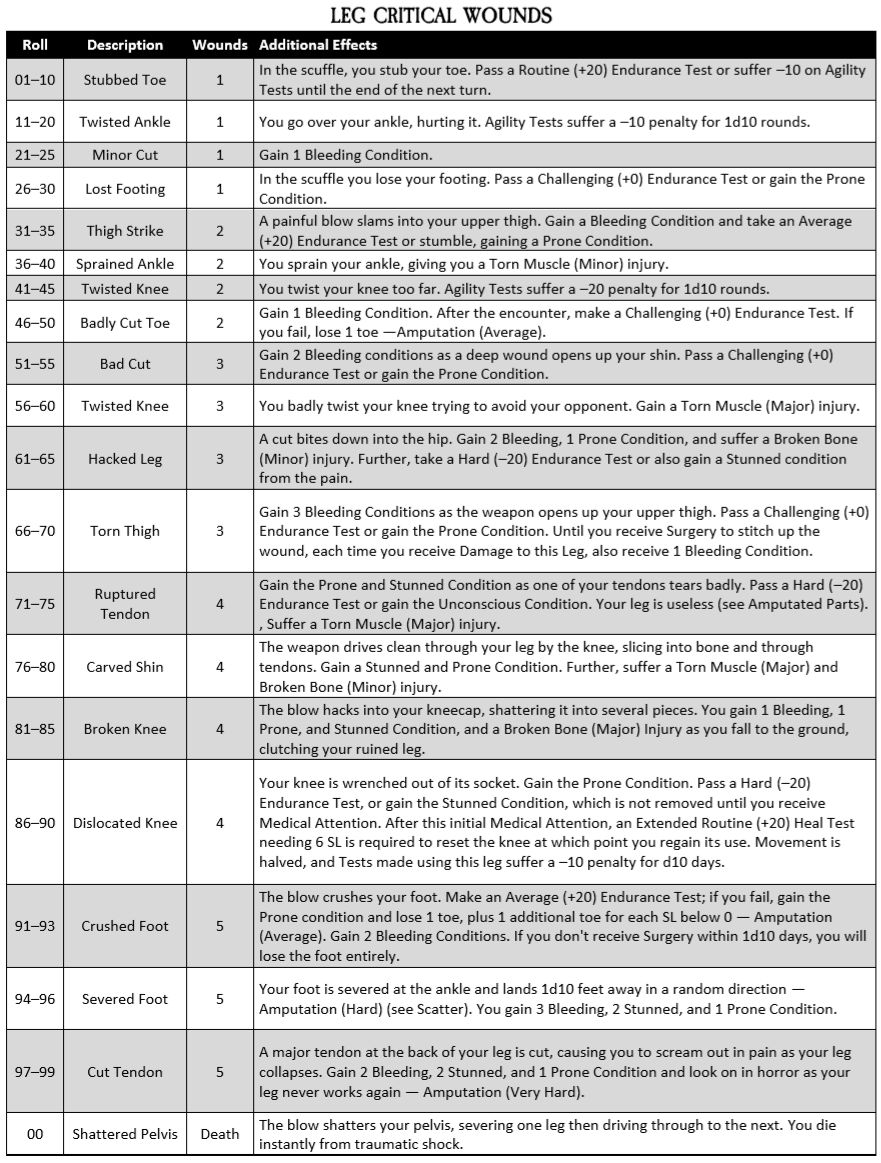 LEG CRITICAL WOUNDS
Roll Description Wounds Additional Effects
01–10 Stubbed Toe 1 In the scuffle, you stub your toe. Pass a Routine (+20) Endurance Test or suffer –10 on Agility
Tests until the end of the next turn.
11–20 Twisted Ankle 1 You go over your ankle, hurting it. Agility Tests suffer a –10 penalty for 1d10 rounds.
21–25 Minor Cut 1 Gain 1 Bleeding Condition.
26–30 Lost Footing 1 In the scuffle you lose your footing. Pass a Challenging (+0) Endurance Test or gain the Prone
Condition.
31–35 Thigh Strike 2 A painful blow slams into your upper thigh. Gain a Bleeding Condition and take an Average
(+20) Endurance Test or stumble, gaining a Prone Condition.
36–40 Sprained Ankle 2 You sprain your ankle, giving you a Torn Muscle (Minor) injury.
41–45 Twisted Knee 2 You twist your knee too far. Agility Tests suffer a –20 penalty for 1d10 rounds.
46–50 Badly Cut Toe 2 Gain 1 Bleeding Condition. After the encounter, make a Challenging (+0) Endurance Test. If
you fail, lose 1 toe —Amputation (Average).
51–55 Bad Cut 3 Gain 2 Bleeding conditions as a deep wound opens up your shin. Pass a Challenging (+0)
Endurance Test or gain the Prone Condition.
56–60 Twisted Knee 3 You badly twist your knee trying to avoid your opponent. Gain a Torn Muscle (Major) injury.
61–65 Hacked Leg 3 A cut bites down into the hip. Gain 2 Bleeding, 1 Prone Condition, and suffer a Broken Bone
(Minor) injury. Further, take a Hard (–20) Endurance Test or also gain a Stunned condition
from the pain.
66–70 Torn Thigh 3 Gain 3 Bleeding Conditions as the weapon opens up your upper thigh. Pass a Challenging (+0)
Endurance Test or gain the Prone Condition. Until you receive Surgery to stitch up the
wound, each time you receive Damage to this Leg, also receive 1 Bleeding Condition.
71–75 Ruptured Tendon 4 Gain the Prone and Stunned Condition as one of your tendons tears badly. Pass a Hard (–20)
Endurance Test or gain the Unconscious Condition. Your leg is useless (see Amputated Parts).
, Suffer a Torn Muscle (Major) injury.
76–80 Carved Shin 4 The weapon drives clean through your leg by the knee, slicing into bone and through
tendons. Gain a Stunned and Prone Condition. Further, suffer a Torn Muscle (Major) and
Broken Bone (Minor) injury.
81–85 Broken Knee 4 The blow hacks into your kneecap, shattering it into several pieces. You gain 1 Bleeding, 1
Prone, and Stunned Condition, and a Broken Bone (Major) Injury as you fall to the ground,
clutching your ruined leg.
86–90 Dislocated Knee 4 Your knee is wrenched out of its socket. Gain the Prone Condition. Pass a Hard (–20)
Endurance Test, or gain the Stunned Condition, which is not removed until you receive
Medical Attention. After this initial Medical Attention, an Extended Routine (+20) Heal Test
needing 6 SL is required to reset the knee at which point you regain its use. Movement is
halved, and Tests made using this leg suffer a –10 penalty for d10 days.
91–93 Crushed Foot 5 The blow crushes your foot. Make an Average (+20) Endurance Test; if you fail, gain the
Prone condition and lose 1 toe, plus 1 additional toe for each SL below 0 — Amputation
(Average). Gain 2 Bleeding Conditions. If you don't receive Surgery within 1d10 days, you will
lose the foot entirely.
94–96 Severed Foot 5 Your foot is severed at the ankle and lands 1d10 feet away in a random direction —
Amputation (Hard) (see Scatter). You gain 3 Bleeding, 2 Stunned, and 1 Prone Condition.
97–99 Cut Tendon 5 A major tendon at the back of your leg is cut, causing you to scream out in pain as your leg
collapses. Gain 2 Bleeding, 2 Stunned, and 1 Prone Condition and look on in horror as your
leg never works again — Amputation (Very Hard).
00 Shattered Pelvis Death The blow shatters your pelvis, severing one leg then driving through to the next. You die
instantly from traumatic shock.